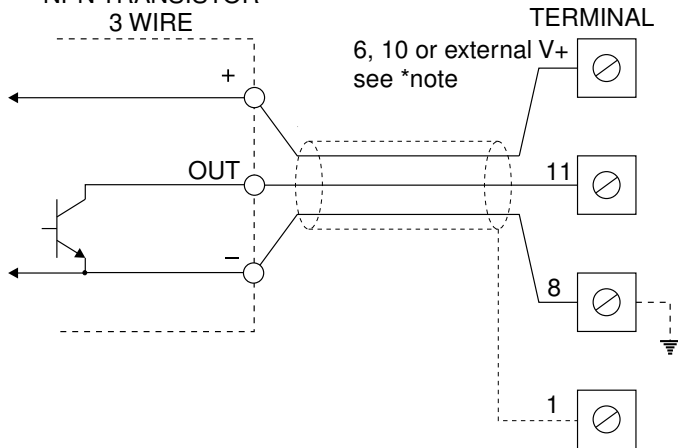 NPN TRANSISTOR
3 WIRE
TERMINAL
6, 10 or external V+
see *note
+
OUT
11
–
8
1